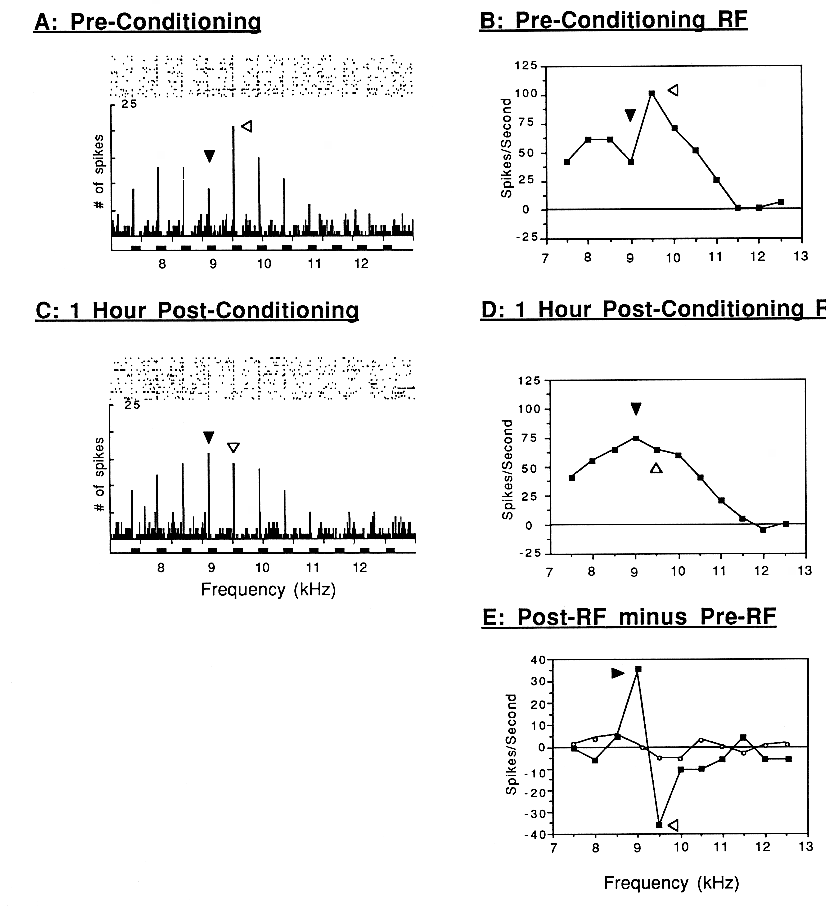 A: Pre-Conditioning
25
# of spikes
8 9 10 11 12
B: Pre-Conditioning RF
125
100
75
50
25
0
-25
Spikes/Second
7 8 9 10 11 12 13
C: 1 Hour Post-Conditioning
25
# of spikes
8 9 10 11 12
Frequency (kHz)
D: 1 Hour Post-Conditioning R
125
100
75
50
25
0
-25
Spikes/Second
7 8 9 10 11 12 13
E: Post-RF minus Pre-RF
40
30
20
10
0
-10
-20
-30
-40
Spikes/Second
7 8 9 10 11 12 13
Frequency (kHz)